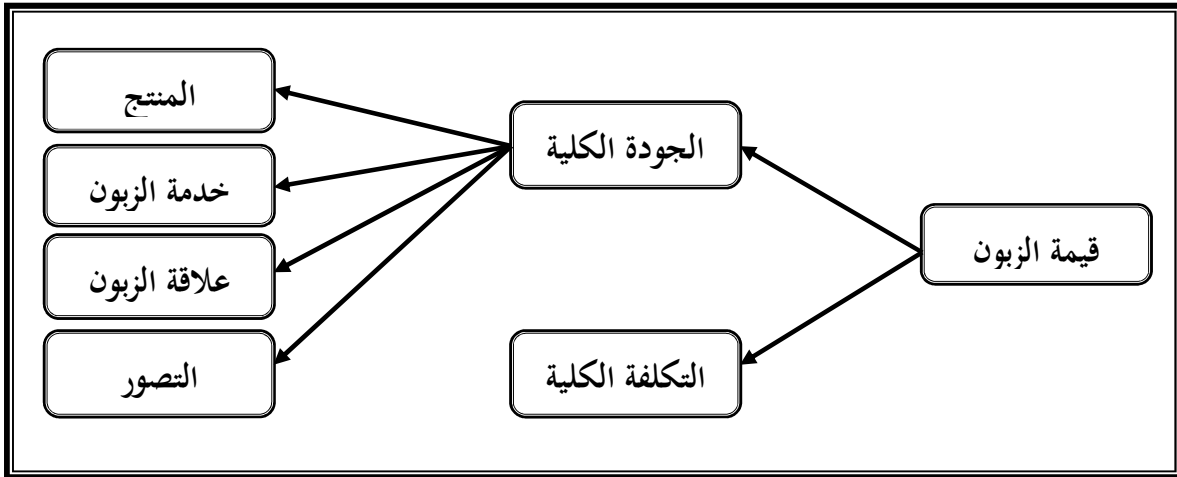 قيمة الزبون
الجودة الكلية
التكلفة الكلية
المنتج
خدمة الزبون
علاقة الزبون
التصور